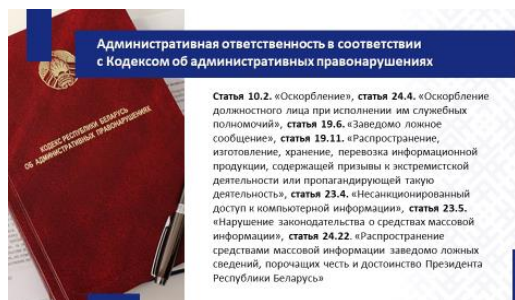 Административная ответственность в соответствии
с Кодексом об административных правонарушениях
Статья 10.2. «Оскорбление», статья 24.4. «Оскорбление
должностного лица при исполнении им служебных
полномочий», статья 19.6. «Заведомо ложное
сообщение», статья 19.11. «Распространение,
изготовление, хранение, перевозка информационной
продукции, содержащей призывы к экстремистской
деятельности или пропагандирующей такую
деятельность», статья 23.4. «Несанкционированный
доступ к компьютерной информации», статья 23.5.
«Нарушение законодательства о средствах массовой
информации», статья 24.22. «Распространение
средствами массовой информации заведомо ложных
сведений, порочащих честь и достоинство Президента
Республики Беларусь»
КОДЕКС РЕСПУБЛИКИ БЕЛАРУСЬ
ОБ АДМИНИСТРАТИВНЫХ ПРАВОНАРУШЕНИЯХ